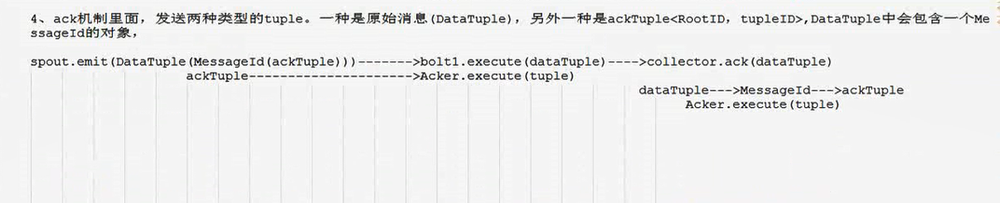 4、ack机制里面，发送两种类型的tuple。一种是原始消息(DataTuple)，另外一种是ackTuple<RootID，tupleID>,DataTuple中会包含一个Me
ssageId的对象，
spout.emit(DataTuple(MessageId(ackTuple)))------->bolt1.execute(dataTuple)---->collector.ack(dataTuple)
ackTuple--------------------->Acker.execute(tuple)
dataTuple--->MessageId--->ackTuple
Acker.execute(tuple)